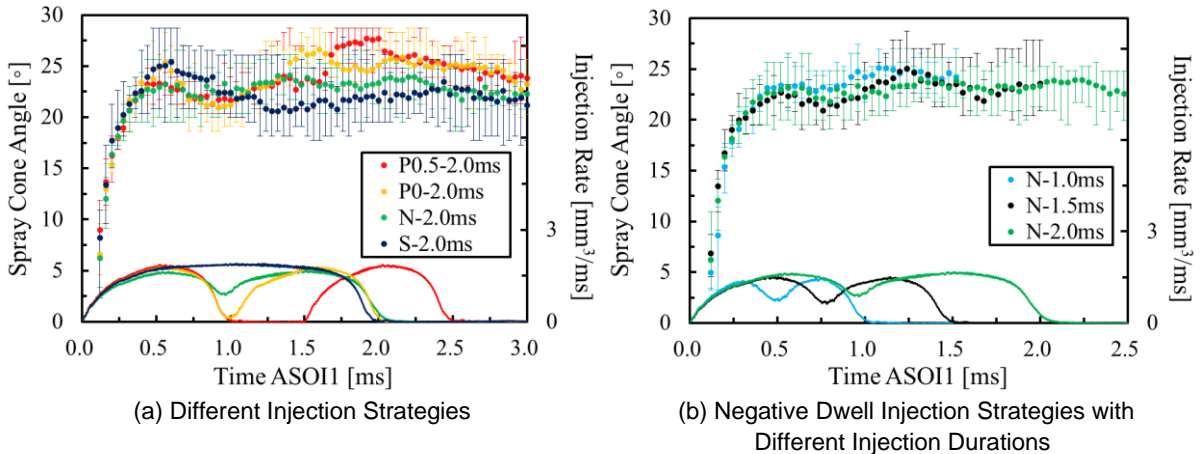 Spray Cone Angle [°]
30
25
20
15
10
5
0
P0.5-2.0ms
P0-2.0ms
N-2.0ms
S-2.0ms
3
0
Injection Rate [mm³/ms]
0.0 0.5 1.0 1.5 2.0 2.5 3.0
Time ASOI1 [ms]
(a) Different Injection Strategies
Spray Cone Angle [°]
30
25
20
15
10
5
0
N-1.0ms
N-1.5ms
N-2.0ms
3
0
Injection Rate [mm³/ms]
0.0 0.5 1.0 1.5 2.0 2.5
Time ASOI1 [ms]
(b) Negative Dwell Injection Strategies with
Different Injection Durations